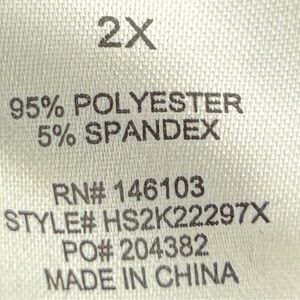 2X
95% POLYESTER
5% SPANDEX
RN# 146103
STYLE# HS2K22297X
PO# 204382
MADE IN CHINA